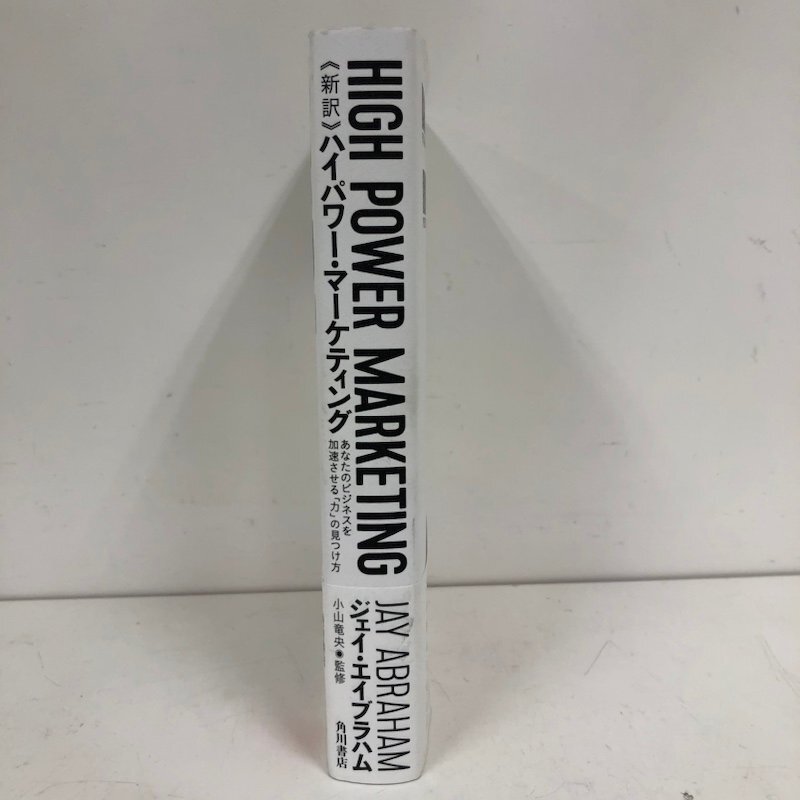 HIGH POWER MARKETING
《新訳》ハイパワー・マーケティング
あなたのビジネスを
加速させる「力」の見つけ方
JAY ABRAHAM
ジェイ・エイブラハム
小山竜央◉監修
角川書店